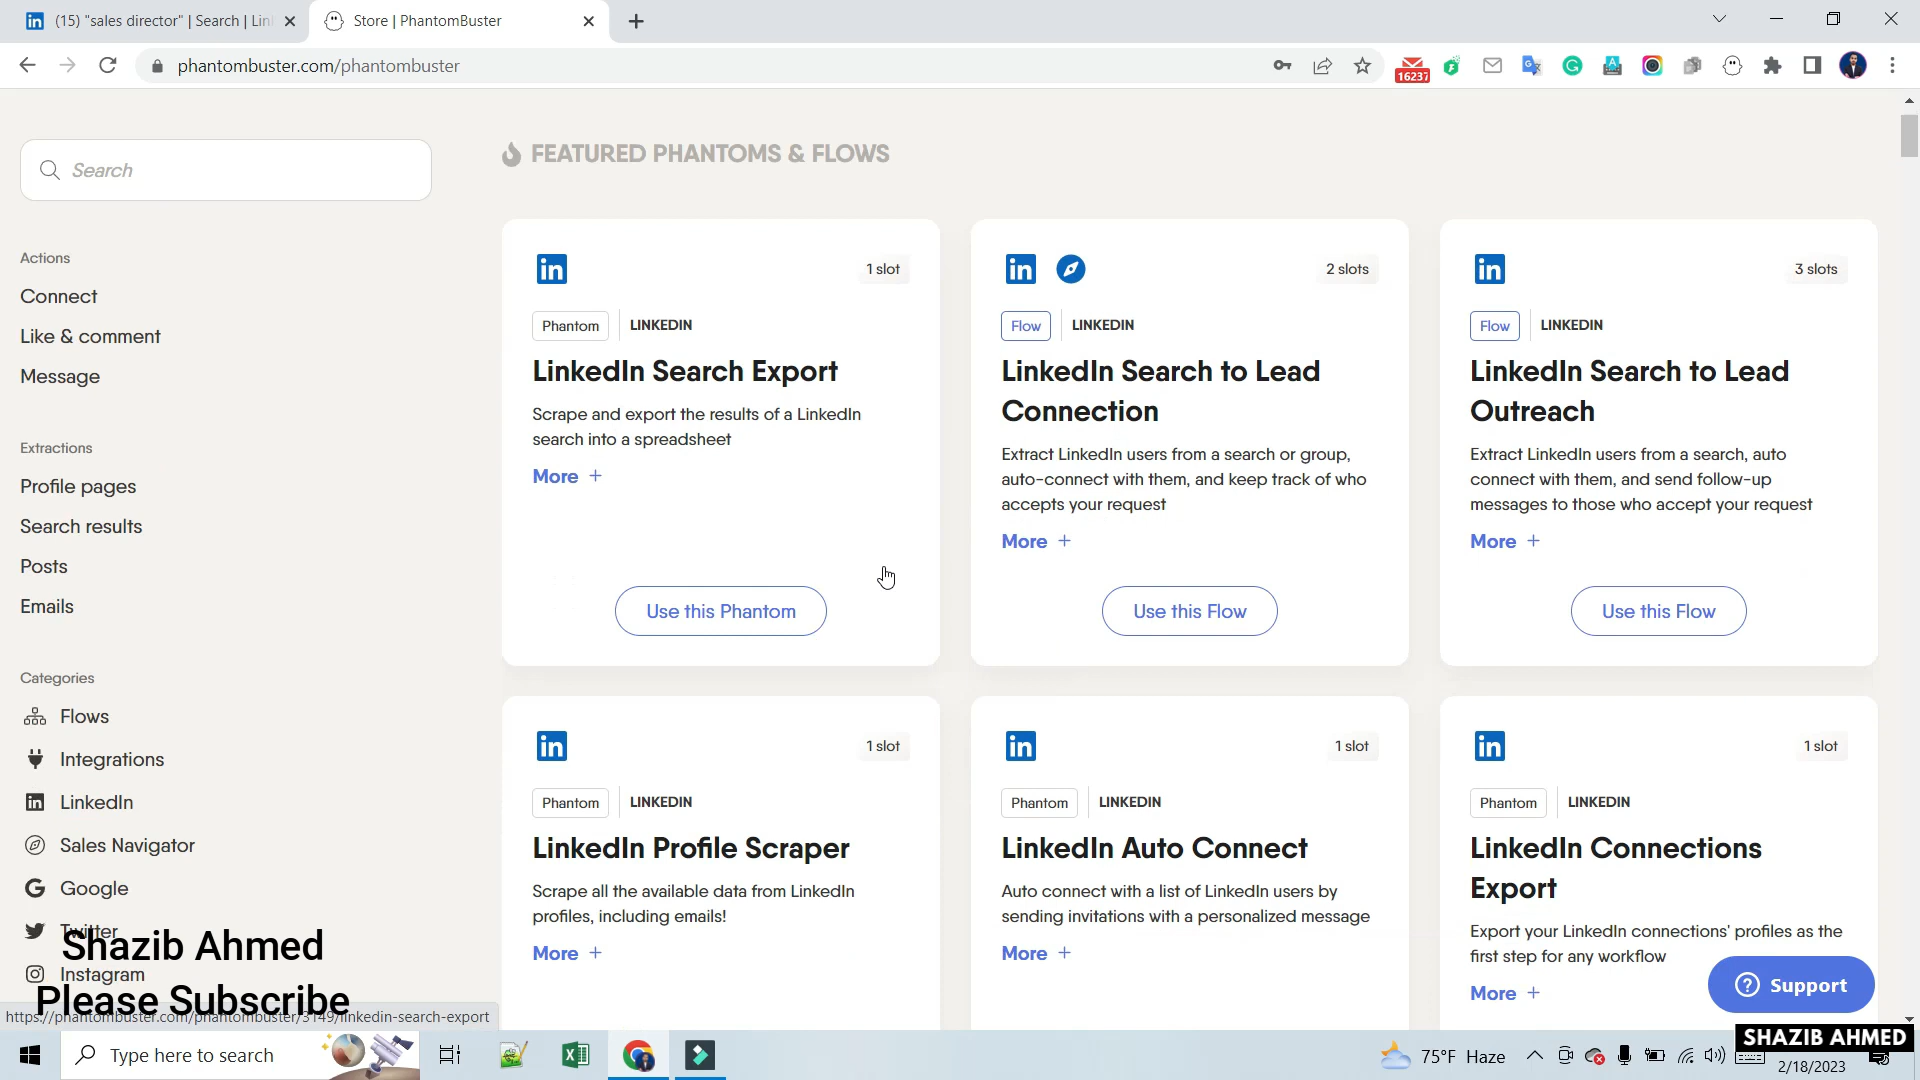 (15) "sales director" | Search | Lin
Store | PhantomBuster
phantombuster.com/phantombuster
16237
Search
FEATURED PHANTOMS & FLOWS
Actions
Connect
Like & comment
Message
Extractions
Profile pages
Search results
Posts
Emails
Categories
Flows
Integrations
LinkedIn
Sales Navigator
Google
Twitter
Instagram
1 slot
Phantom
LINKEDIN
LinkedIn Search Export
Scrape and export the results of a LinkedIn
search into a spreadsheet
More +
Use this Phantom
2 slots
Flow
LINKEDIN
LinkedIn Search to Lead
Connection
Extract LinkedIn users from a search or group,
auto-connect with them, and keep track of who
accepts your request
More +
Use this Flow
3 slots
Flow
LINKEDIN
LinkedIn Search to Lead
Outreach
Extract LinkedIn users from a search, auto
connect with them, and send follow-up
messages to those who accept your request
More +
Use this Flow
1 slot
Phantom
LINKEDIN
LinkedIn Profile Scraper
Scrape all the available data from LinkedIn
profiles, including emails!
More +
1 slot
Phantom
LINKEDIN
LinkedIn Auto Connect
Auto connect with a list of LinkedIn users by
sending invitations with a personalized message
More +
1 slot
Phantom
LINKEDIN
LinkedIn Connections
Export
Export your LinkedIn connections' profiles as the
first step for any workflow
More +
Support
Shazib Ahmed
Please Subscribe
https://phantombuster.com/phantombuster/3149/linkedin-search-export
SHAZIB AHMED
Type here to search
75°F Haze
2/18/2023